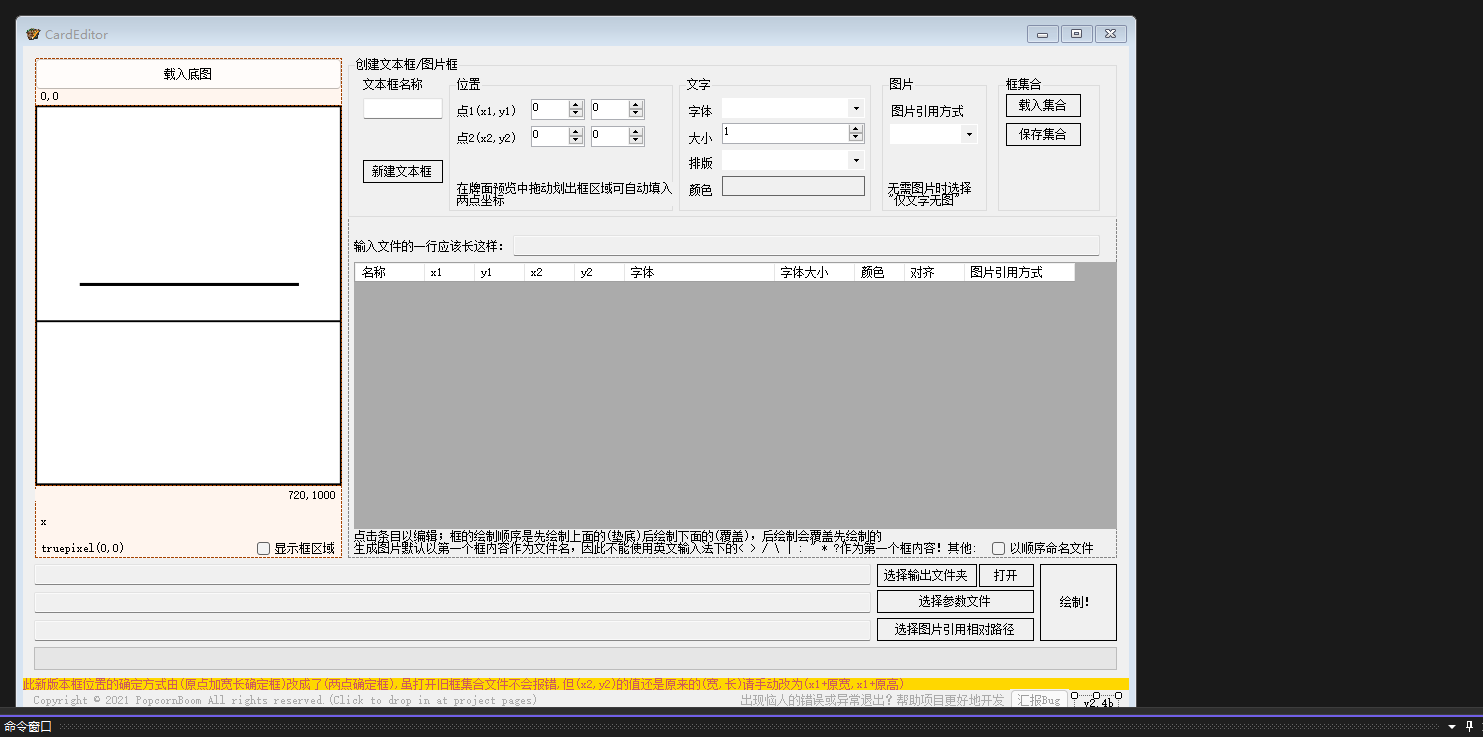 CardEditor
载入底图
0,0
720,1000
x
truepixel(0,0)
显示框区域
创建文本框/图片框
文本框名称
新建文本框
位置
点1(x1,y1)
0
0
点2(x2,y2)
0
0
在牌面预览中拖动划出框区域可自动填入
两点坐标
文字
字体
大小
1
排版
颜色
图片
图片引用方式
无需图片时选择
"仅文字无图"
框集合
载入集合
保存集合
输入文件的一行应该长这样:
名称 x1 y1 x2 y2 字体 字体大小 颜色 对齐 图片引用方式
点击条目以编辑；框的绘制顺序是先绘制上面的(垫底)后绘制下面的(覆盖)，后绘制会覆盖先绘制的
生成图片默认以第一个框内容作为文件名，因此不能使用英文输入法下的< > / \ | : " * ?作为第一个框内容！其他:
以顺序命名文件
选择输出文件夹
打开
选择参数文件
选择图片引用相对路径
绘制!
此新版本框位置的确定方式由(原点加宽长确定框)改成了(两点确定框),虽打开旧框集合文件不会报错,但(x2,y2)的值还是原来的(宽,长)请手动改为(x1+原宽,x1+原高)
Copyright © 2021 PopcornBoom All rights reserved.(Click to drop in at project pages)
出现恼人的错误或异常退出？帮助项目更好地开发
汇报Bug
v2.4b
命令窗口